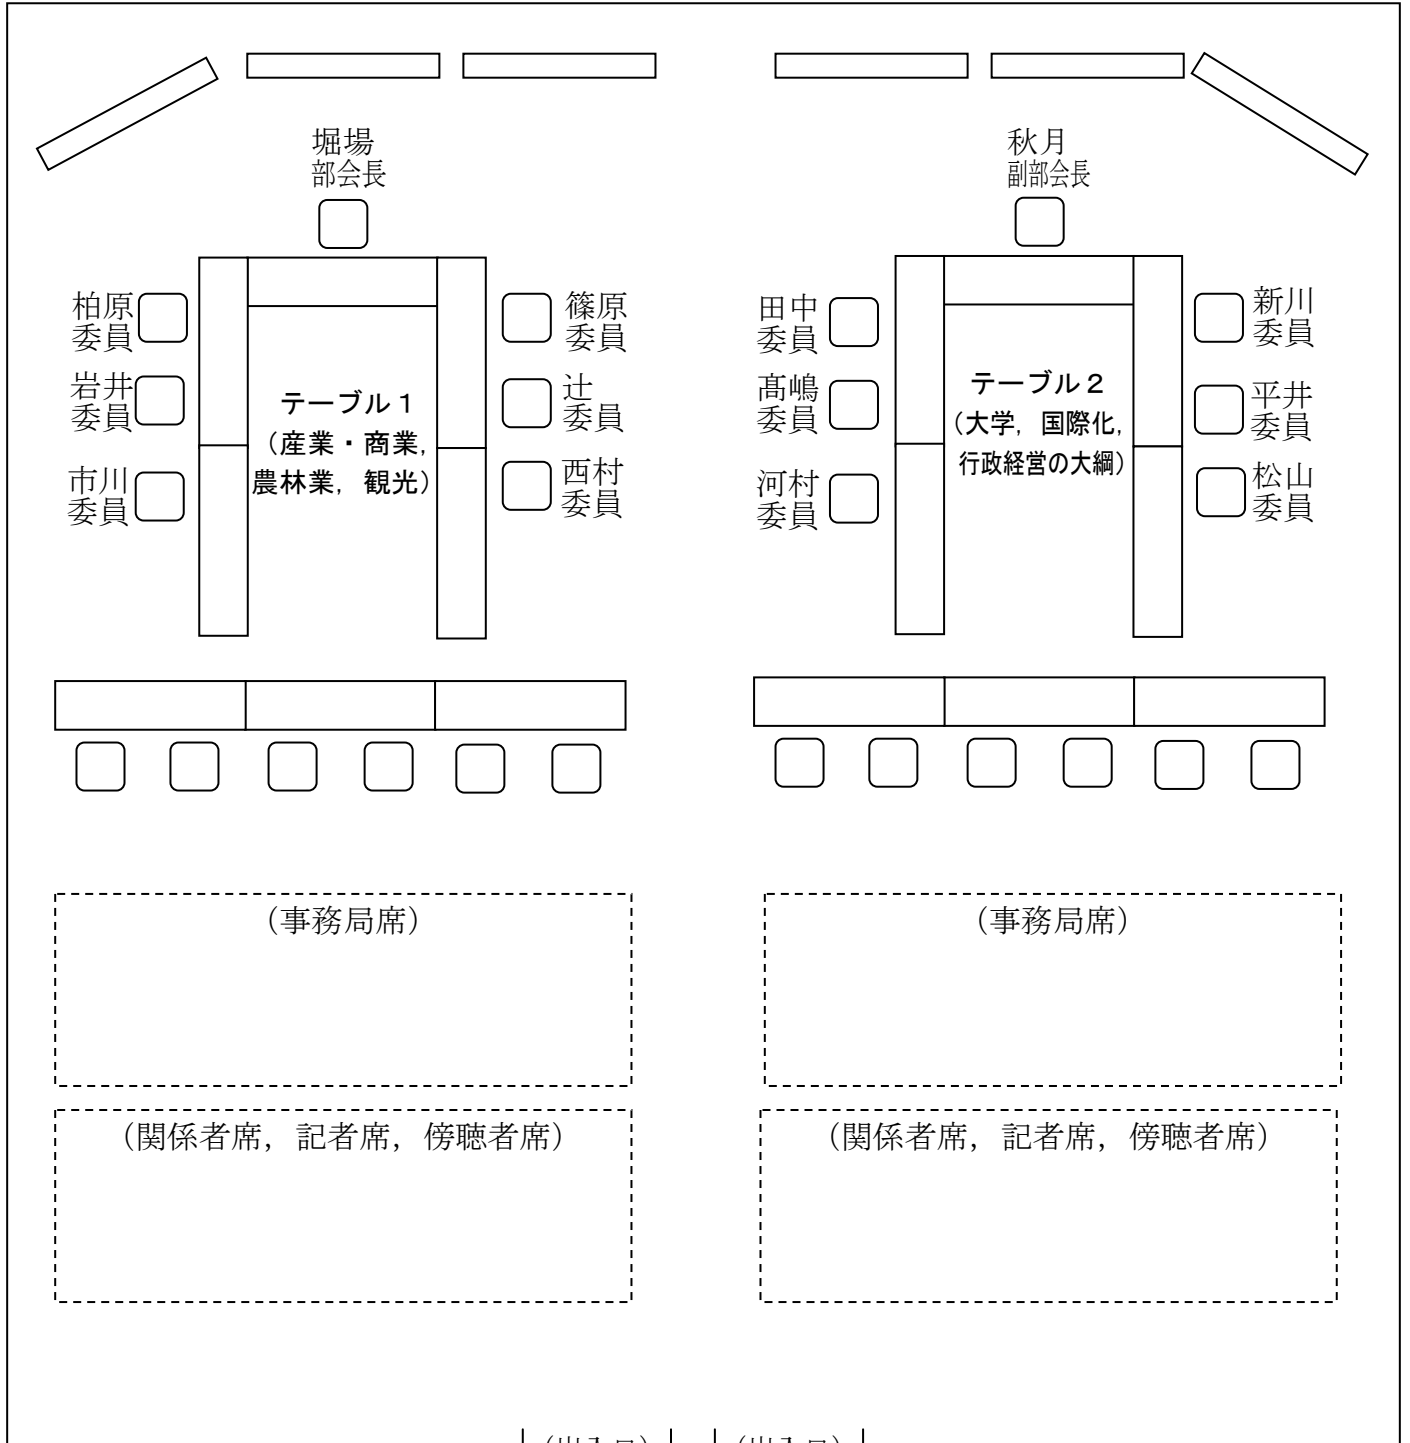 堀場
部会長
柏原
委員
岩井
委員
市川
委員
篠原
委員
辻
委員
西村
委員
テーブル１
（産業・商業，
農林業，観光）
秋月
副部会長
田中
委員
髙嶋
委員
河村
委員
新川
委員
平井
委員
松山
委員
テーブル２
（大学，国際化，
行政経営の大綱）
（事務局席）
（事務局席）
（関係者席，記者席，傍聴者席）
（関係者席，記者席，傍聴者席）
（出入口）
（出入口）